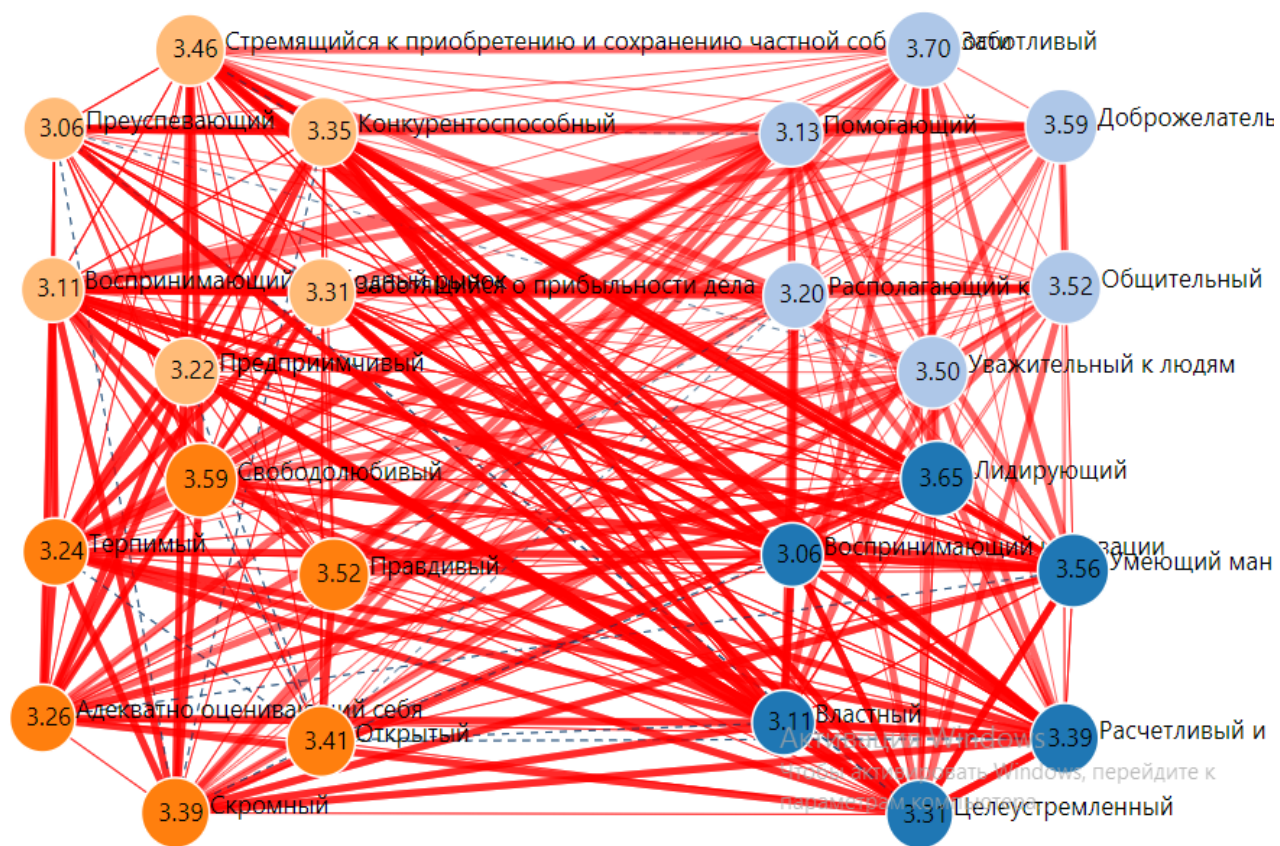 3.46 Стремящийся к приобретению и сохранению частной соб
3.70 Заботливый
3.06 Преуспевающий
3.35 Конкурентоспособный
3.13 Помогающий
3.59 Доброжелатель
3.11 Воспринимающий рынок
3.31 Заботящийся о прибыльности дела
3.20 Располагающий к
3.52 Общительный
3.22 Предприимчивый
3.50 Уважительный к людям
3.59 Свободолюбивый
3.65 Лидирующий
3.24 Терпимый
3.52 Правдивый
3.06 Воспринимающий
3.56 Умеющий ман
3.26 Адекватно оценивающий себя
3.41 Открытый
3.11 Властный
3.39 Расчетливый и
3.39 Скромный
3.31 Целеустремленный
Активация Windows
Чтобы активировать Windows, перейдите к
параметрам компьютера.